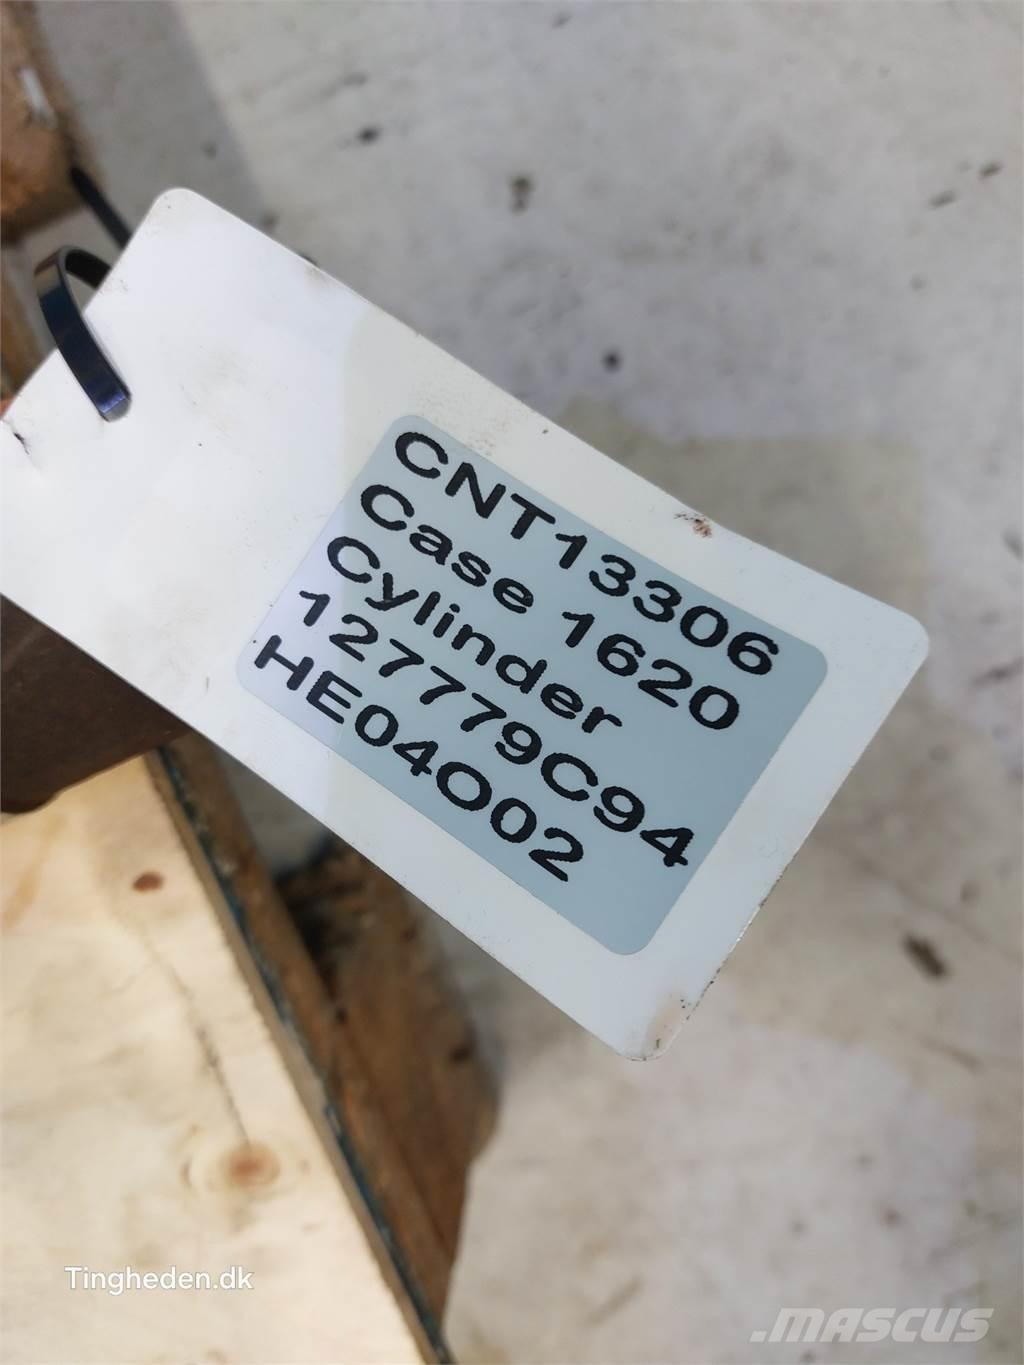 CNT13306
Case 1620
Cylinder
127779C94
HE04O02
Tingheden.dk
.MASCUS